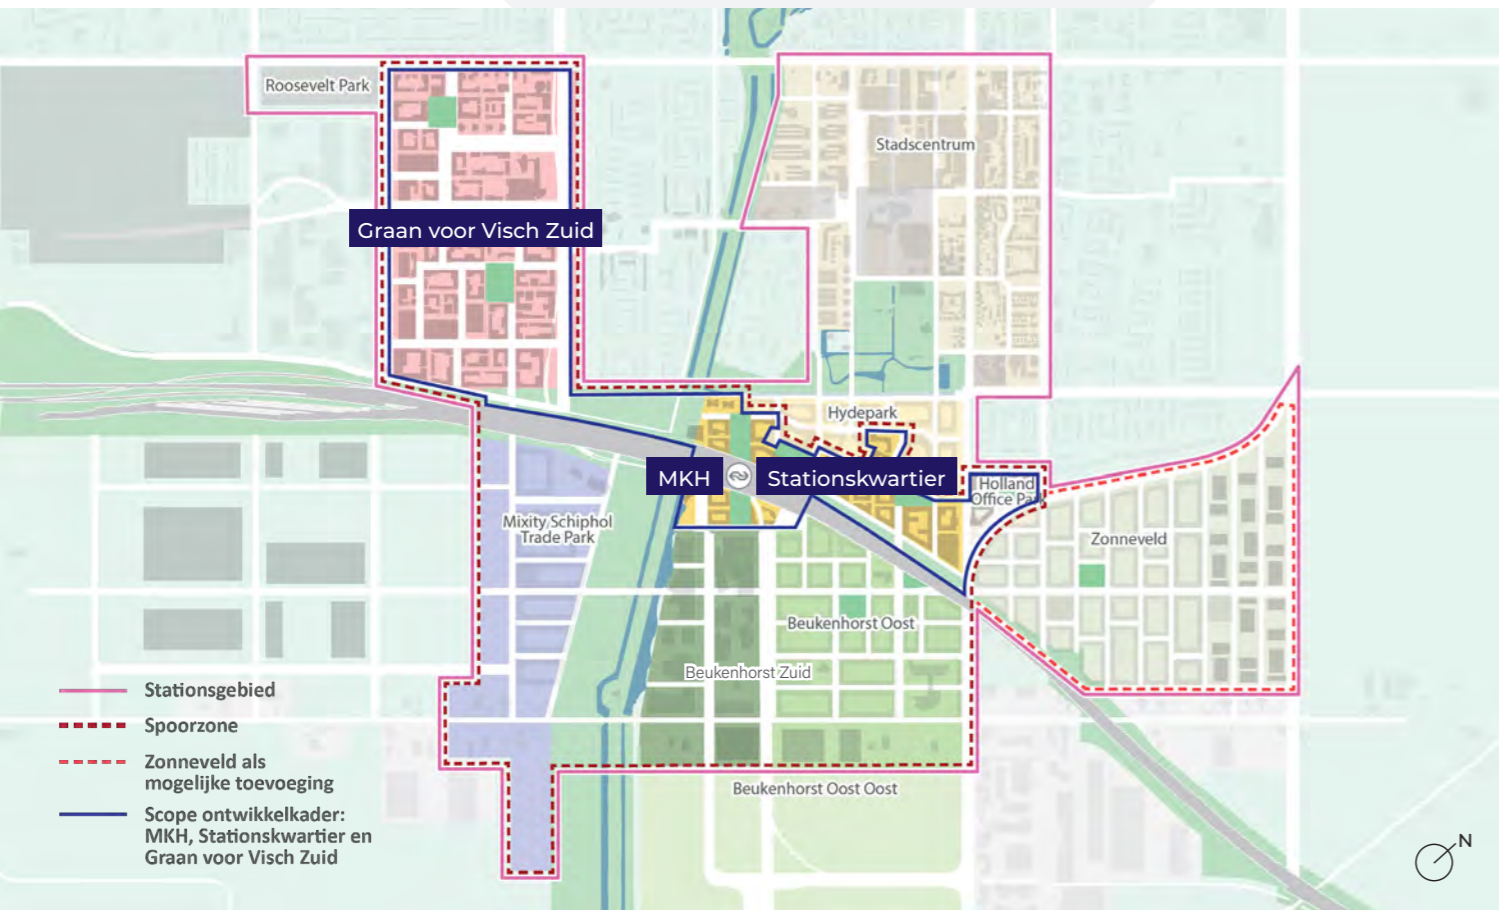 Roosevelt Park
Stadscentrum
Graan voor Visch Zuid
Hydepark
MKH
Stationskwartier
Holland
Office Park
Mixity Schiphol
Trade Park
Zonneveld
Beukenhorst Oost
Beukenhorst Zuid
Beukenhorst Oost Oost
Stationsgebied
Spoorzone
Zonneveld als
mogelijke toevoeging
Scope ontwikkelkader:
MKH, Stationskwartier en
Graan voor Visch Zuid
N